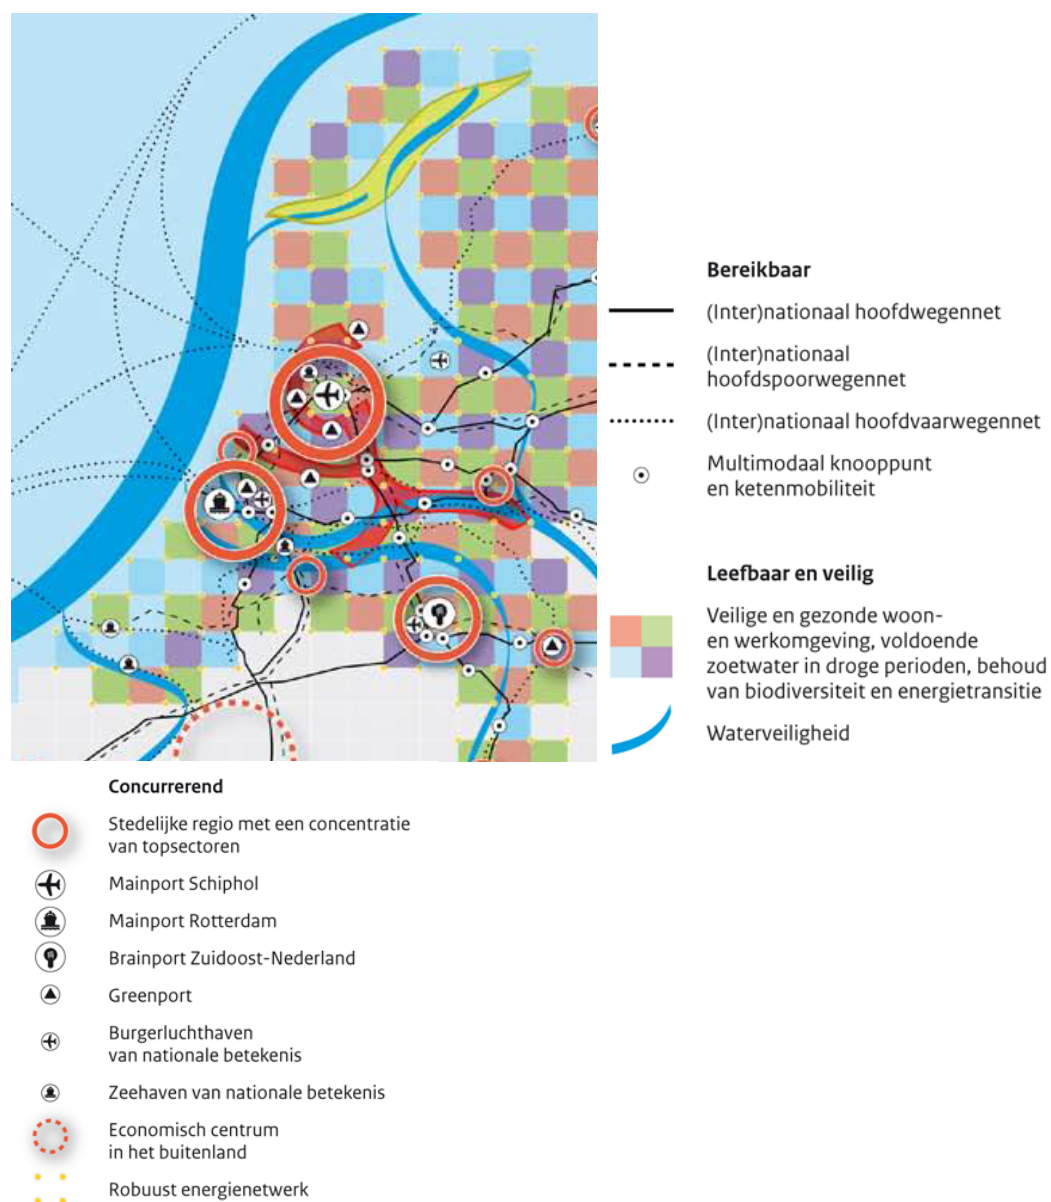 Bereikbaar
(Inter)nationaal hoofdwegennet
(Inter)nationaal
hoofdspoorwegennet
(Inter)nationaal hoofdvaarwegennet
Multimodaal knooppunt
en ketenmobiliteit
Leefbaar en veilig
Veilige en gezonde woon-
en werkomgeving, voldoende
zoetwater in droge perioden, behoud
van biodiversiteit en energietransitie
Waterveiligheid
Concurrerend
Stedelijke regio met een concentratie
van topsectoren
Mainport Schiphol
Mainport Rotterdam
Brainport Zuidoost-Nederland
Greenport
Burgerluchthaven
van nationale betekenis
Zeehaven van nationale betekenis
Economisch centrum
in het buitenland
Robuust energienetwerk